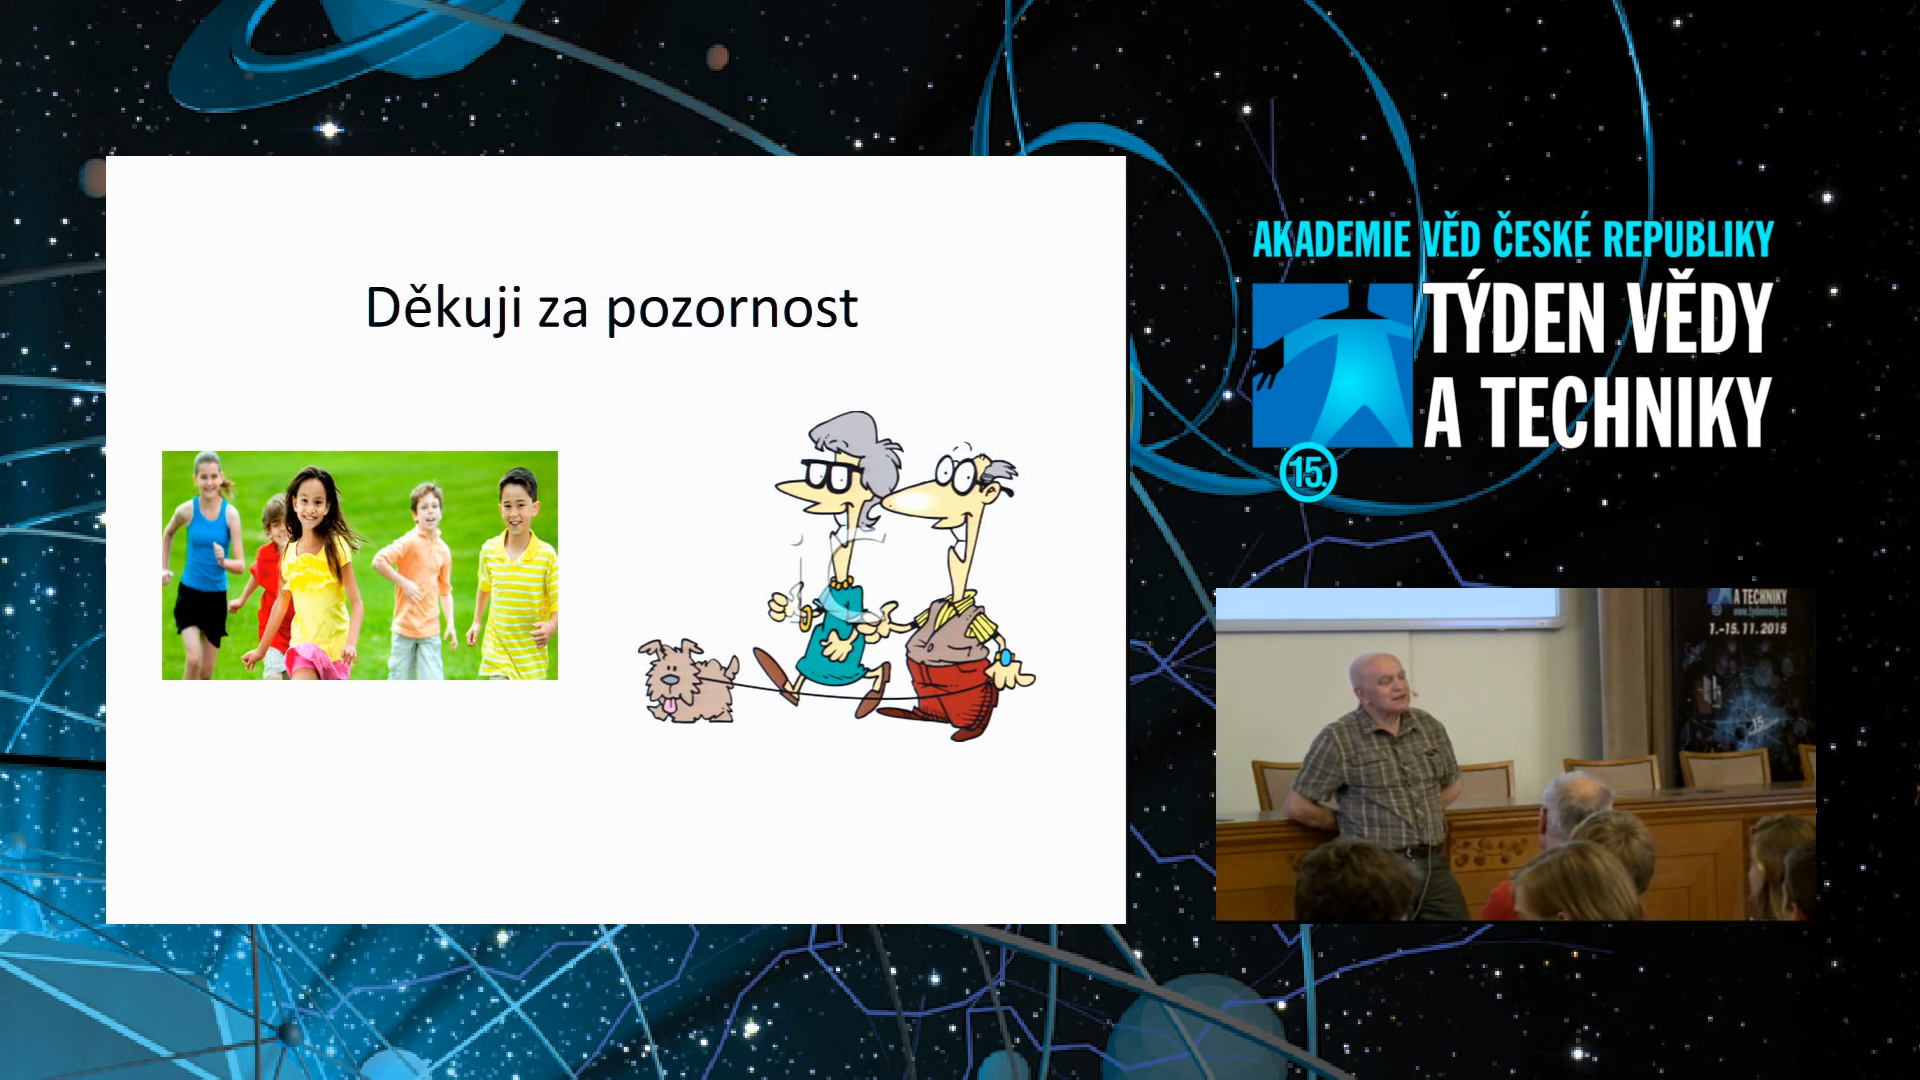 Děkuji za pozornost
AKADEMIE VĚD ČESKÉ REPUBLIKY
TÝDEN VĚDY
A TECHNIKY
15.
A TECHNIKY
www.tydenvedy.cz
1.-15. 11. 2015
15.